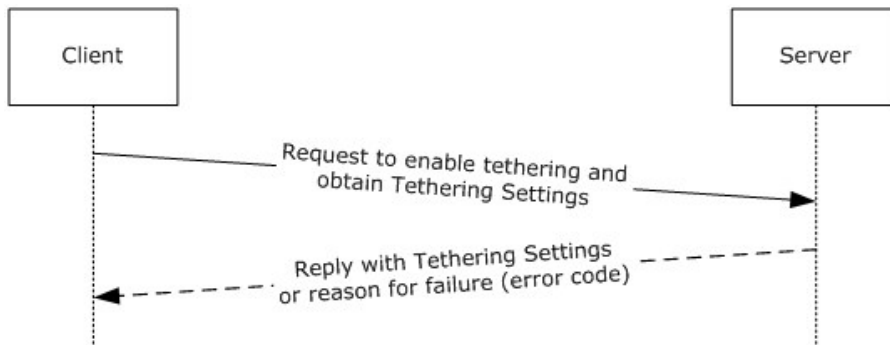 Client
Server
Request to enable tethering and
obtain Tethering Settings
Reply with Tethering Settings
or reason for failure (error code)